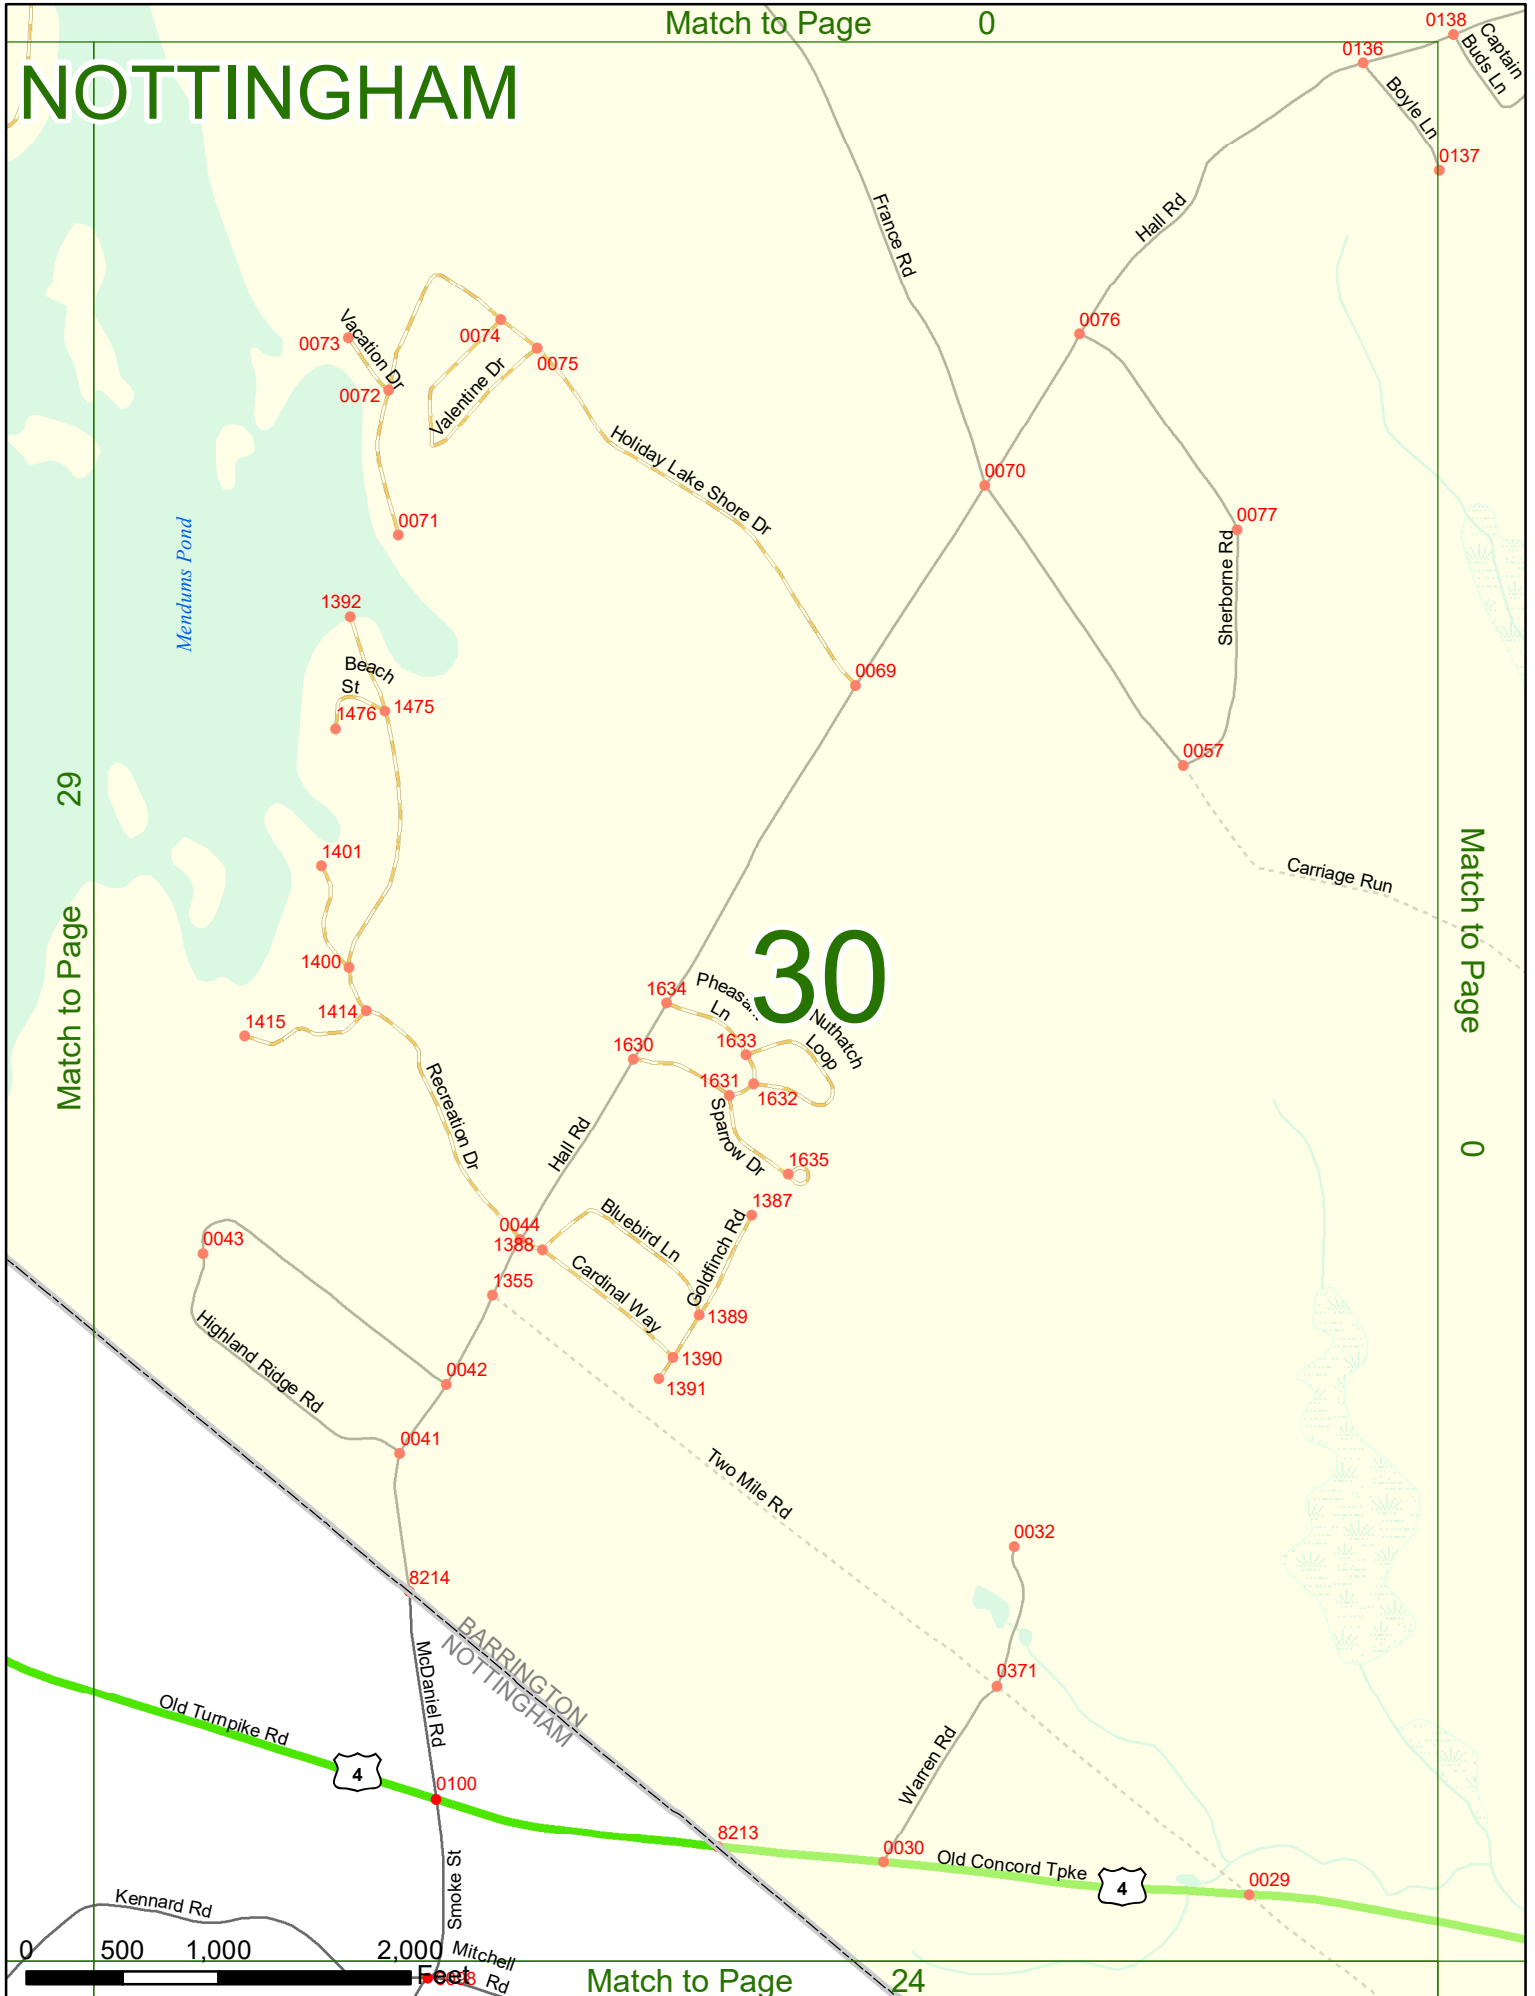 Match to Page 0
NOTTINGHAM
0138
Captain
Buds Ln
0136
Boyle Ln
0137
Hall Rd
France Rd
0076
0073
Vacation Dr
0074
0075
0072
Valentine Dr
Holiday Lake Shore Dr
0070
0071
0077
Sherborne Rd
Mendums Pond
1392
Beach
St
1476
1475
0069
0057
29
Match to Page
Carriage Run
Match to Page
0
1401
30
1400
1414
1415
1634
Ln
Nuthatch
Loop
1630
1633
1631
1632
Sparrow Dr
1635
Recreation Dr
Hall Rd
1387
0044
1388
Bluebird Ln
Goldfinch Rd
Cardinal Way
0043
1355
1389
Highland Ridge Rd
0042
1390
1391
0041
Two Mile Rd
0032
8214
BARRINGTON
NOTTINGHAM
McDaniel Rd
0371
Old Turnpike Rd
4
Warren Rd
0100
8213
0030
Old Concord Tpke
4
0029
Smoke St
Kennard Rd
Mitchell
Rd
0 500 1,000 2,000
Feet
Match to Page 24